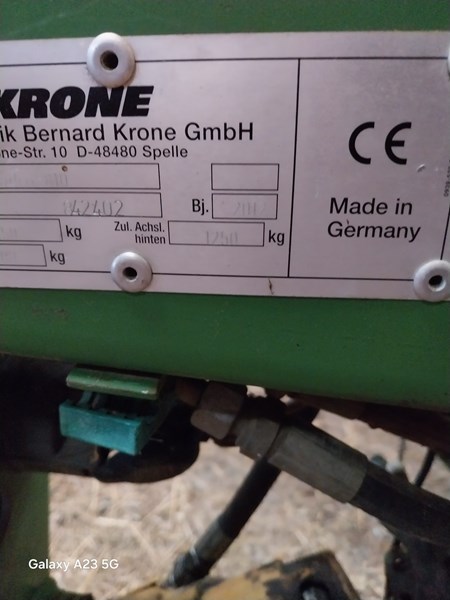 KRONE
ik Bernard Krone GmbH
ne-Str. 10 D-48480 Spelle
Bj.
kg
Zul. Achsl.
hinten
1250
kg
kg
CE
Made in
Germany
Galaxy A23 5G